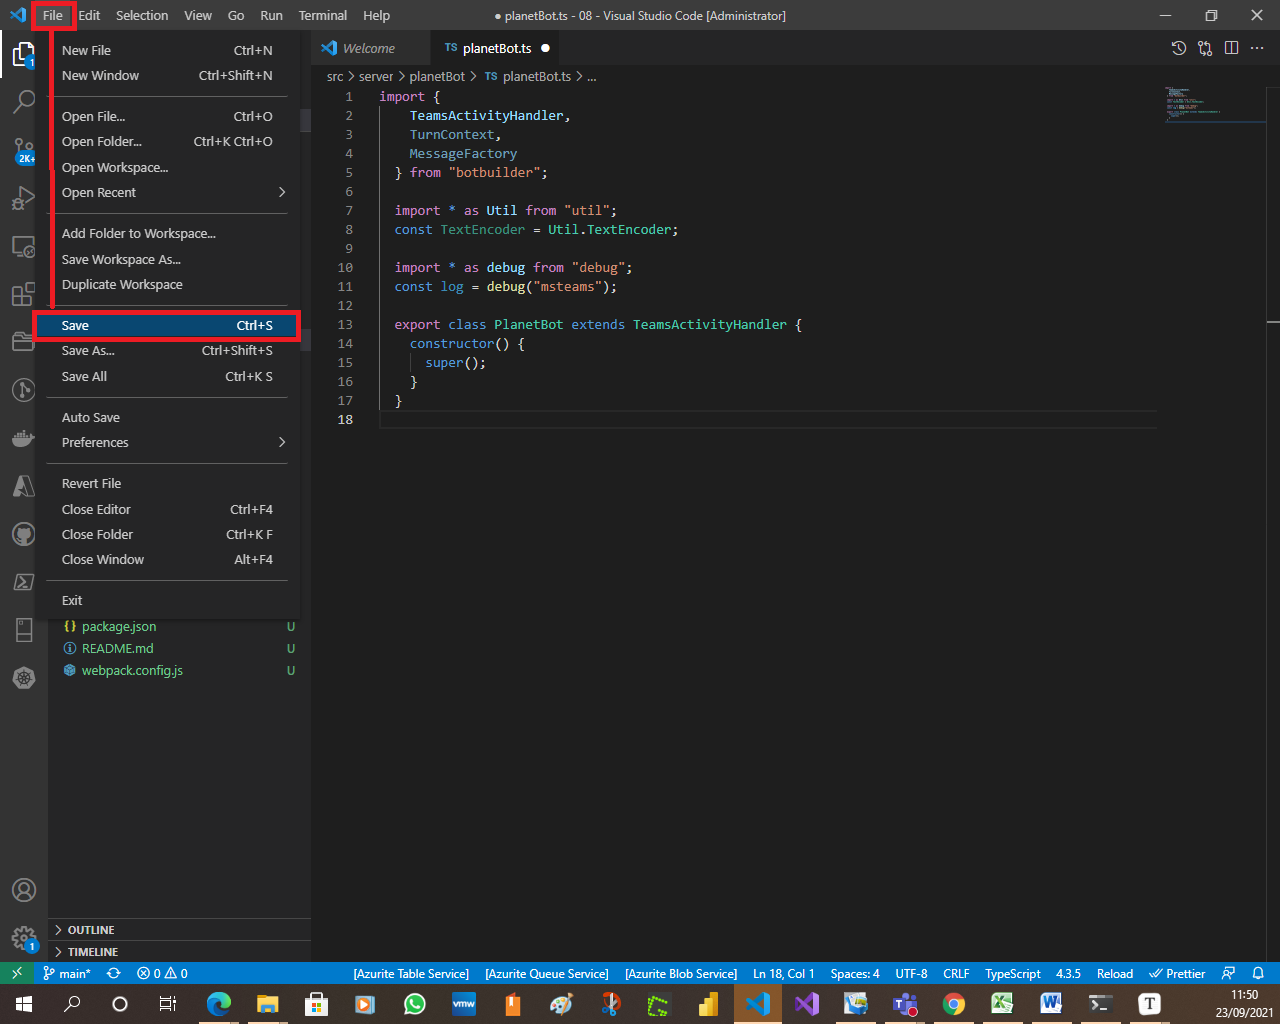 File Edit Selection View Go Run Terminal Help ● planetBot.ts - 08 - Visual Studio Code [Administrator]
New File Ctrl+N
New Window Ctrl+Shift+N
Open File... Ctrl+O
Open Folder... Ctrl+K Ctrl+O
Open Workspace...
Open Recent
Add Folder to Workspace...
Save Workspace As...
Duplicate Workspace
Save Ctrl+S
Save As... Ctrl+Shift+S
Save All Ctrl+K S
Auto Save
Preferences
Revert File
Close Editor Ctrl+F4
Close Folder Ctrl+K F
Close Window Alt+F4
Exit
1
2K+
{} package.json U
README.md U
webpack.config.js U
1
OUTLINE
TIMELINE
Welcome TS planetBot.ts ●
src > server > planetBot > TS planetBot.ts > ...
1 import {
2 TeamsActivityHandler,
3 TurnContext,
4 MessageFactory
5 } from "botbuilder";
6
7 import * as Util from "util";
8 const TextEncoder = Util.TextEncoder;
9
10 import * as debug from "debug";
11 const log = debug("msteams");
12
13 export class PlanetBot extends TeamsActivityHandler {
14 constructor() {
15 super();
16 }
17 }
18
main* 0 0 [Azurite Table Service] [Azurite Queue Service] [Azurite Blob Service] Ln 18, Col 1 Spaces: 4 UTF-8 CRLF TypeScript 4.3.5 Reload Prettier
vmw T
11:50
23/09/2021